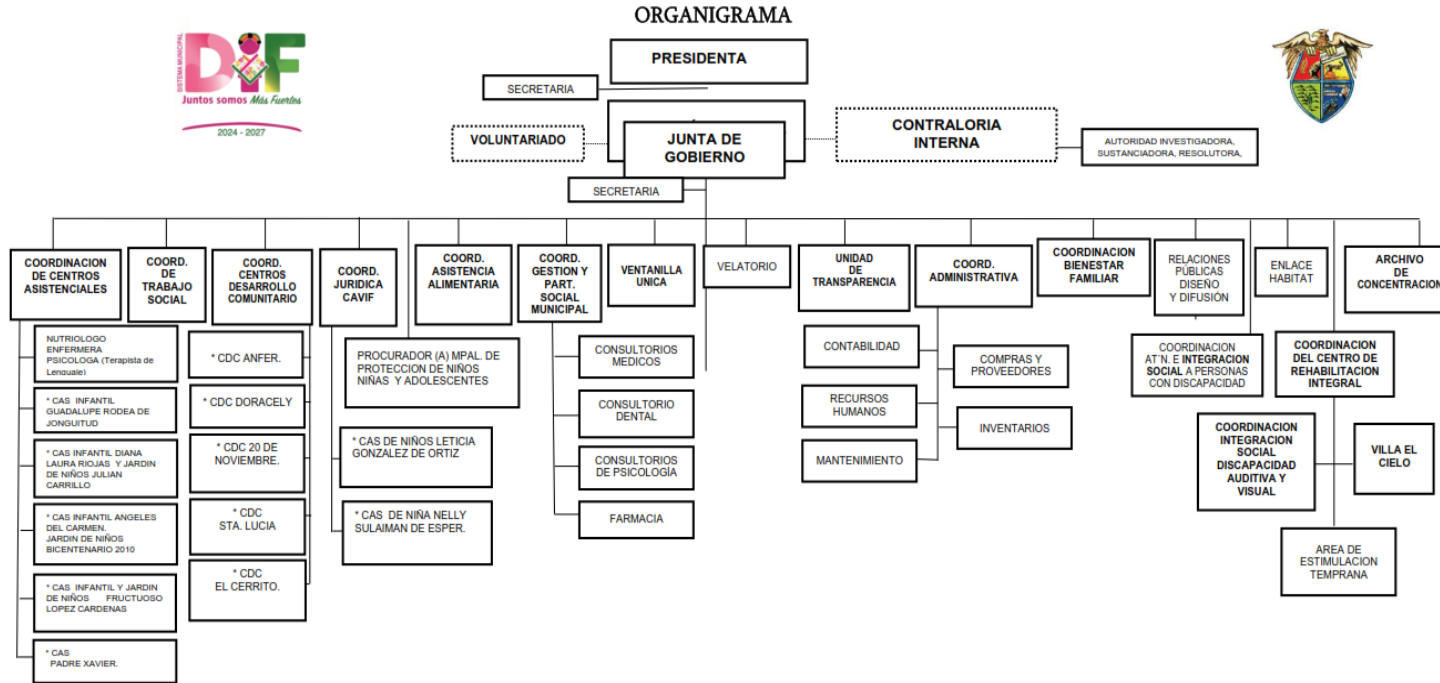 ORGANIGRAMA
SISTEMA MUNICIPAL
DiF
Juntos somos Más Fuertes
2024 - 2027
PRESIDENTA
SECRETARIA
VOLUNTARIADO
JUNTA DE
GOBIERNO
CONTRALORIA
INTERNA
AUTORIDAD INVESTIGADORA,
SUSTANCIADORA, RESOLUTORA,
SECRETARIA
COORDINACION
DE CENTROS
ASISTENCIALES
COORD.
DE
TRABAJO
SOCIAL
COORD.
CENTROS
DESARROLLO
COMUNITARIO
COORD.
JURIDICA
CAVIF
COORD.
ASISTENCIA
ALIMENTARIA
COORD.
GESTION Y
PART.
SOCIAL
MUNICIPAL
VENTANILLA
UNICA
VELATORIO
UNIDAD
DE
TRANSPARENCIA
COORD.
ADMINISTRATIVA
COORDINACION
BIENESTAR
FAMILIAR
RELACIONES
PÚBLICAS
DISEÑO
Y DIFUSIÓN
ENLACE
HABITAT
ARCHIVO
DE
CONCENTRACION
NUTRIOLOGO
ENFERMERA
PSICOLOGA (Terapista de
Lenguaje)
* CAS INFANTIL
GUADALUPE RODEA DE
JONGUITUD
* CAS INFANTIL DIANA
LAURA RIOJAS Y JARDIN
DE NIÑOS JULIAN
CARRILLO
* CAS INFANTIL ANGELES
DEL CARMEN.
JARDIN DE NIÑOS
BICENTENARIO 2010
* CAS INFANTIL Y JARDIN
DE NIÑOS FRUCTUOSO
LOPEZ CARDENAS
* CAS
PADRE XAVIER.
* CDC ANFER.
* CDC DORACELY
* CDC 20 DE
NOVIEMBRE.
* CDC
STA. LUCIA
* CDC
EL CERRITO.
PROCURADOR (A) MPAL. DE
PROTECCION DE NIÑOS
NIÑAS Y ADOLESCENTES
* CAS DE NIÑOS LETICIA
GONZALEZ DE ORTIZ
* CAS DE NIÑA NELLY
SULAIMAN DE ESPER.
CONSULTORIOS
MEDICOS
CONSULTORIO
DENTAL
CONSULTORIOS
DE PSICOLOGÍA
FARMACIA
CONTABILIDAD
RECURSOS
HUMANOS
MANTENIMIENTO
COMPRAS Y
PROVEEDORES
INVENTARIOS
COORDINACION
AT´N. E INTEGRACION
SOCIAL A PERSONAS
CON DISCAPACIDAD
COORDINACION
DEL CENTRO DE
REHABILITACION
INTEGRAL
COORDINACION
INTEGRACION
SOCIAL
DISCAPACIDAD
AUDITIVA Y
VISUAL
VILLA EL
CIELO
AREA DE
ESTIMULACION
TEMPRANA